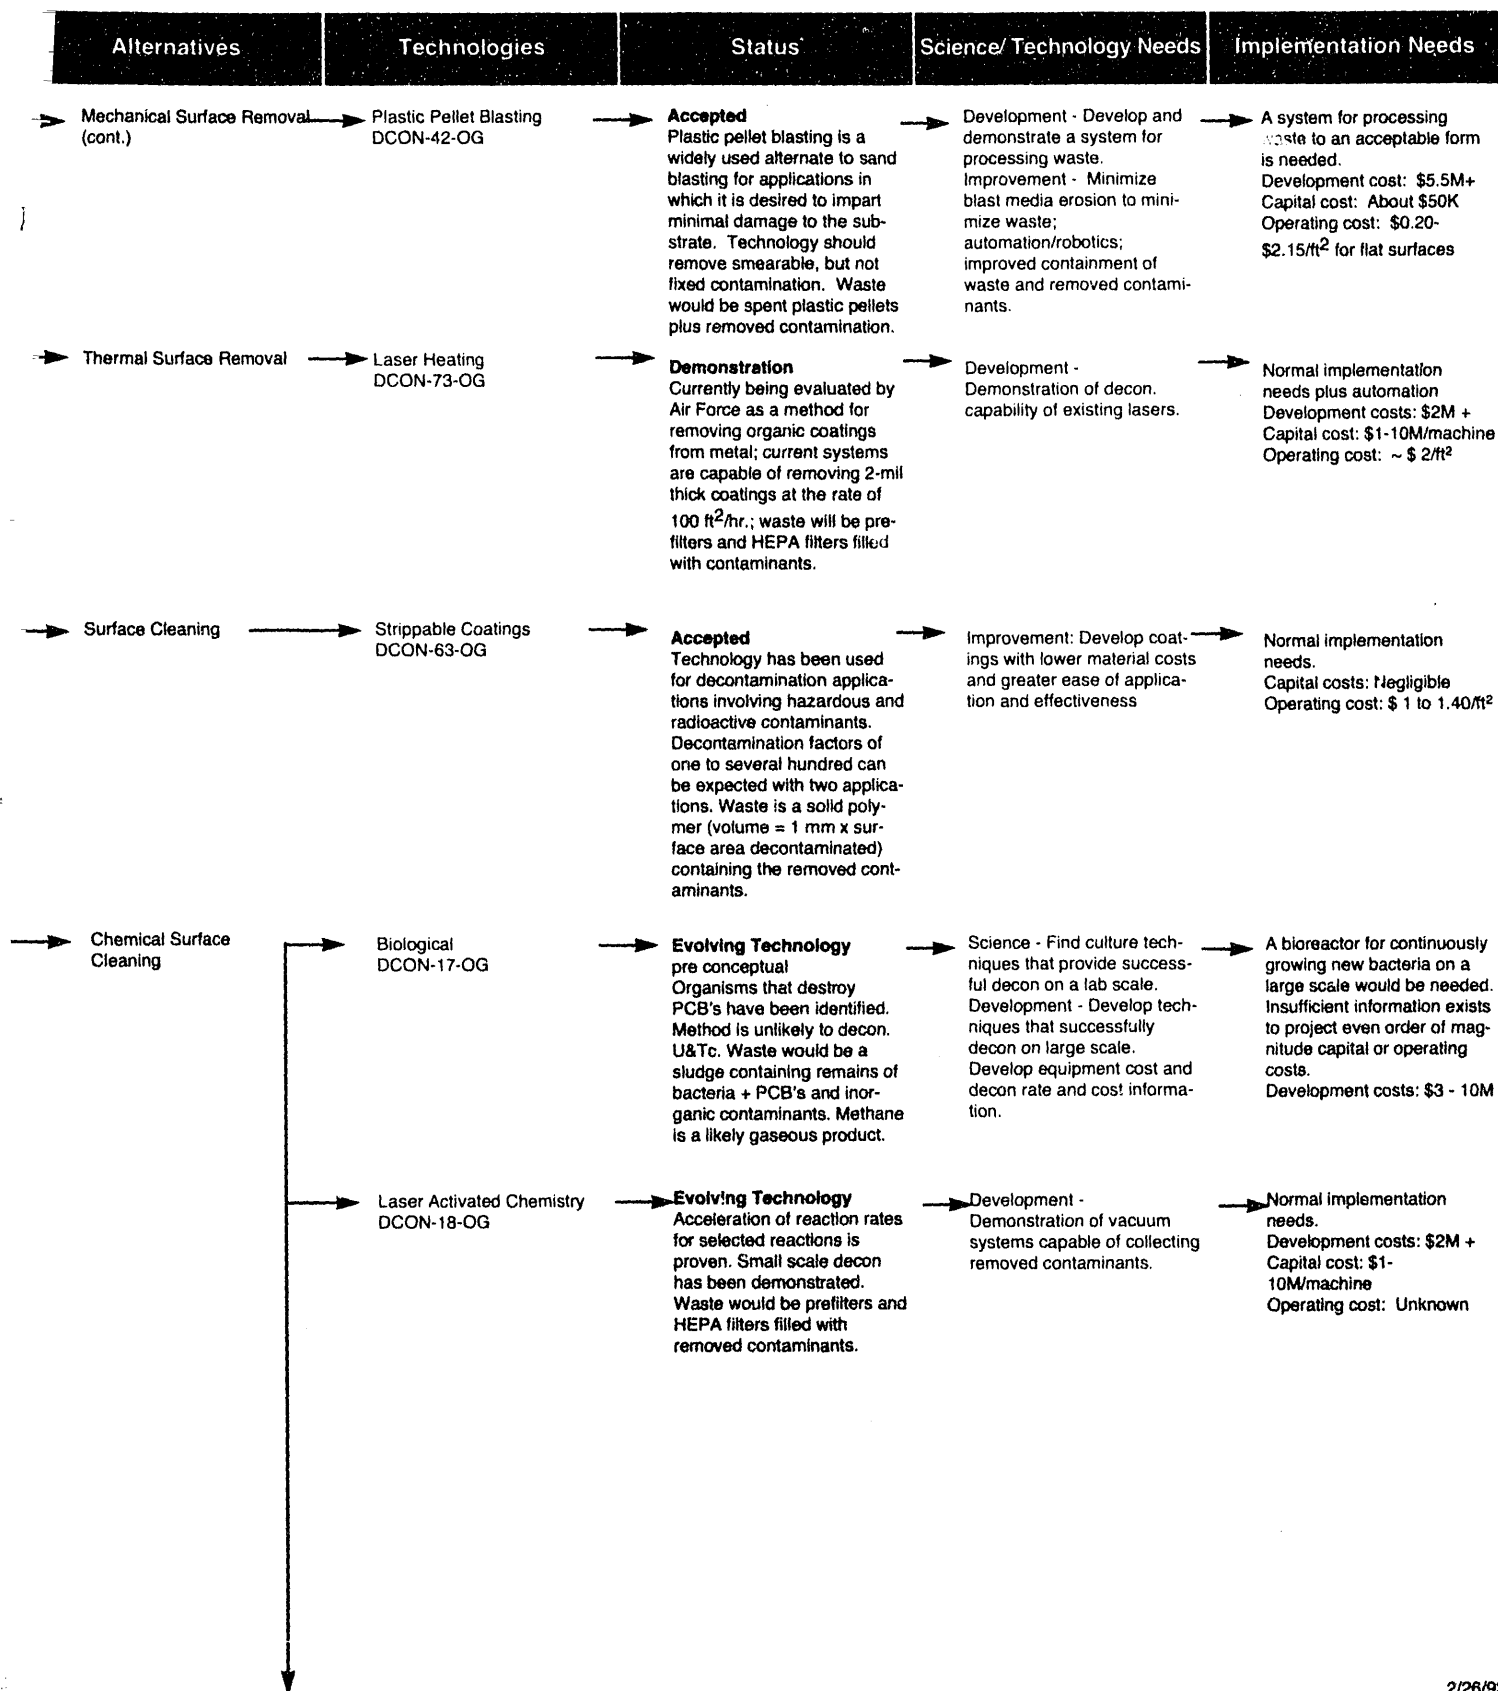 Alternatives
Technologies
Status
Science/ Technology Needs
Implementation Needs
Mechanical Surface Removal
(cont.)
Plastic Pellet Blasting
DCON-42-OG
Accepted
Plastic pellet blasting is a
widely used alternate to sand
blasting for applications in
which it is desired to impart
minimal damage to the sub-
strate. Technology should
remove smearable, but not
fixed contamination. Waste
would be spent plastic pellets
plus removed contamination.
Development - Develop and
demonstrate a system for
processing waste.
Improvement - Minimize
blast media erosion to mini-
mize waste;
automation/robotics;
improved containment of
waste and removed contami-
nants.
A system for processing
waste to an acceptable form
is needed.
Development cost: $5.5M+
Capital cost: About $50K
Operating cost: $0.20-
$2.15/ft² for flat surfaces
Thermal Surface Removal
Laser Heating
DCON-73-OG
Demonstration
Currently being evaluated by
Air Force as a method for
removing organic coatings
from metal; current systems
are capable of removing 2-mil
thick coatings at the rate of
100 ft²/hr.; waste will be pre-
filters and HEPA filters filled
with contaminants.
Development -
Demonstration of decon.
capability of existing lasers.
Normal implementation
needs plus automation
Development costs: $2M +
Capital cost: $1-10M/machine
Operating cost: ~ $ 2/ft²
Surface Cleaning
Strippable Coatings
DCON-63-OG
Accepted
Technology has been used
for decontamination applica-
tions involving hazardous and
radioactive contaminants.
Decontamination factors of
one to several hundred can
be expected with two applica-
tions. Waste is a solid poly-
mer (volume = 1 mm x sur-
face area decontaminated)
containing the removed cont-
aminants.
Improvement: Develop coat-
ings with lower material costs
and greater ease of applica-
tion and effectiveness
Normal implementation
needs.
Capital costs: Negligible
Operating cost: $ 1 to 1.40/ft²
Chemical Surface
Cleaning
Biological
DCON-17-OG
Evolving Technology
pre conceptual
Organisms that destroy
PCB's have been identified.
Method is unlikely to decon.
U&Tc. Waste would be a
sludge containing remains of
bacteria + PCB's and inor-
ganic contaminants. Methane
is a likely gaseous product.
Science - Find culture tech-
niques that provide success-
ful decon on a lab scale.
Development - Develop tech-
niques that successfully
decon on large scale.
Develop equipment cost and
decon rate and cost informa-
tion.
A bioreactor for continuously
growing new bacteria on a
large scale would be needed.
Insufficient information exists
to project even order of mag-
nitude capital or operating
costs.
Development costs: $3 - 10M
Laser Activated Chemistry
DCON-18-OG
Evolving Technology
Acceleration of reaction rates
for selected reactions is
proven. Small scale decon
has been demonstrated.
Waste would be prefilters and
HEPA filters filled with
removed contaminants.
Development -
Demonstration of vacuum
systems capable of collecting
removed contaminants.
Normal implementation
needs.
Development costs: $2M +
Capital cost: $1-
10M/machine
Operating cost: Unknown